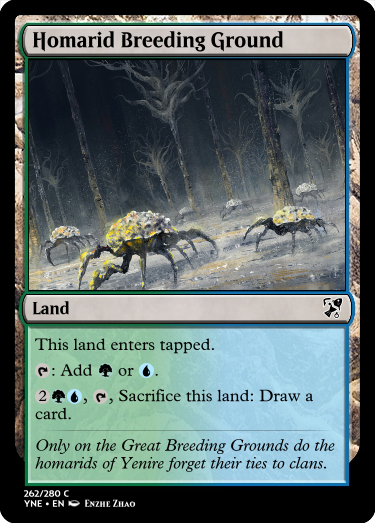 Homarid Breeding Ground
Land
This land enters tapped.
: Add or .
2, , Sacrifice this land: Draw a
card.
Only on the Great Breeding Grounds do the
homarids of Yenire forget their ties to clans.
262/280 C
YNE • EN Enzhe Zhao